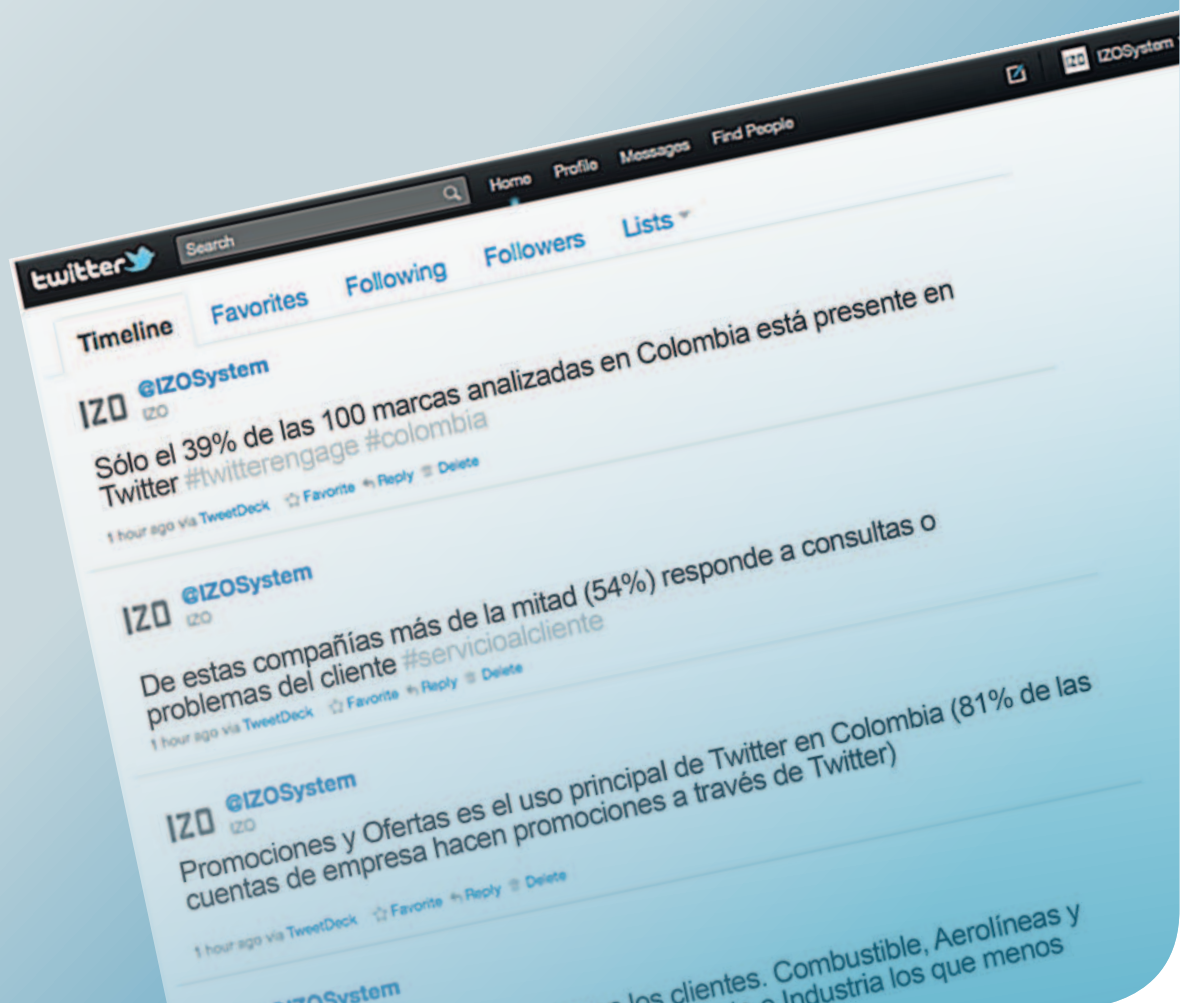 twitter Search Home Profile Messages Find People IZO IZOSystem
Timeline Favorites Following Followers Lists
IZO @IZOSystem
IZO
Sólo el 39% de las 100 marcas analizadas en Colombia está presente en
Twitter #twitterengage #colombia
1 hour ago via TweetDeck Favorite Reply Delete
IZO @IZOSystem
IZO
De estas compañías más de la mitad (54%) responde a consultas o
problemas del cliente #servicioalcliente
1 hour ago via TweetDeck Favorite Reply Delete
IZO @IZOSystem
IZO
Promociones y Ofertas es el uso principal de Twitter en Colombia (81% de las
cuentas de empresa hacen promociones a través de Twitter)
1 hour ago via TweetDeck Favorite Reply Delete
IZOSystem
los clientes. Combustible, Aerolíneas y
Industria los que menos